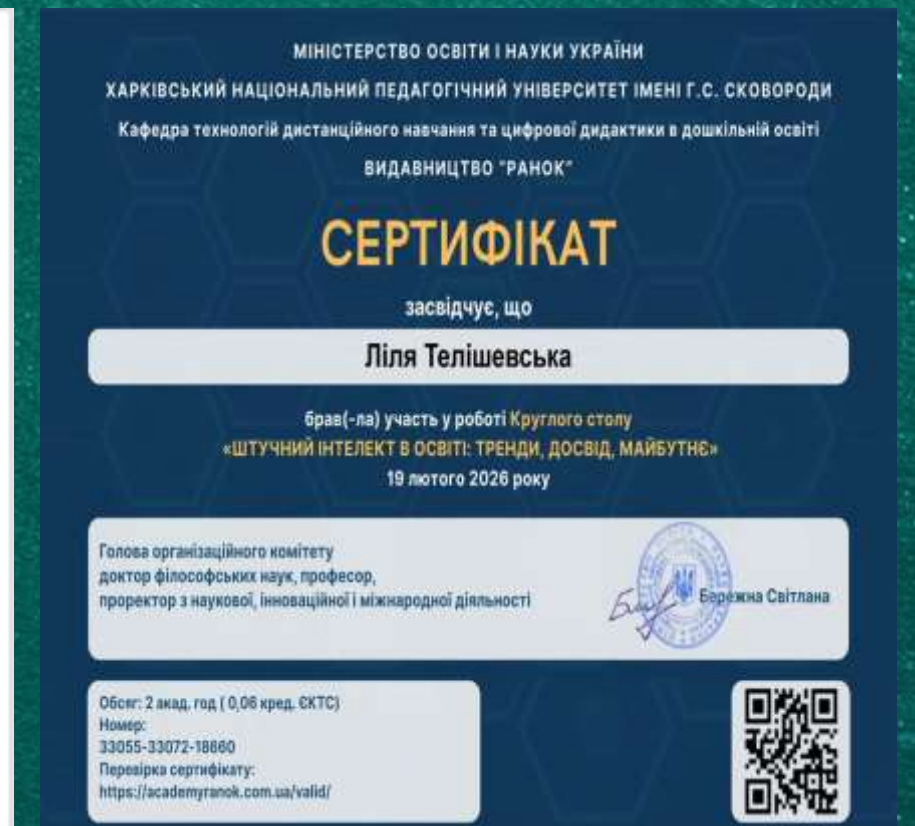 МІНІСТЕРСТВО ОСВІТИ І НАУКИ УКРАЇНИ
ХАРКІВСЬКИЙ НАЦІОНАЛЬНИЙ ПЕДАГОГІЧНИЙ УНІВЕРСИТЕТ ІМЕНІ Г.С. СКОВОРОДИ
Кафедра технологій дистанційного навчання та цифрової дидактики в дошкільній освіті
ВИДАВНИЦТВО "РАНОК"
СЕРТИФІКАТ
засвідчує, що
Ліля Телішевська
брав(-ла) участь у роботі Круглого столу
«ШТУЧНИЙ ІНТЕЛЕКТ В ОСВІТІ: ТРЕНДИ, ДОСВІД, МАЙБУТНЄ»
19 лютого 2026 року
Голова організаційного комітету
доктор філософських наук, професор,
проректор з наукової, інноваційної і міжнародної діяльності
Бережна Світлана
Обсяг: 2 акад. год ( 0,06 кред. ЄКТС)
Номер:
33055-33072-18660
Перевірка сертифікату:
https://academyranok.com.ua/valid/